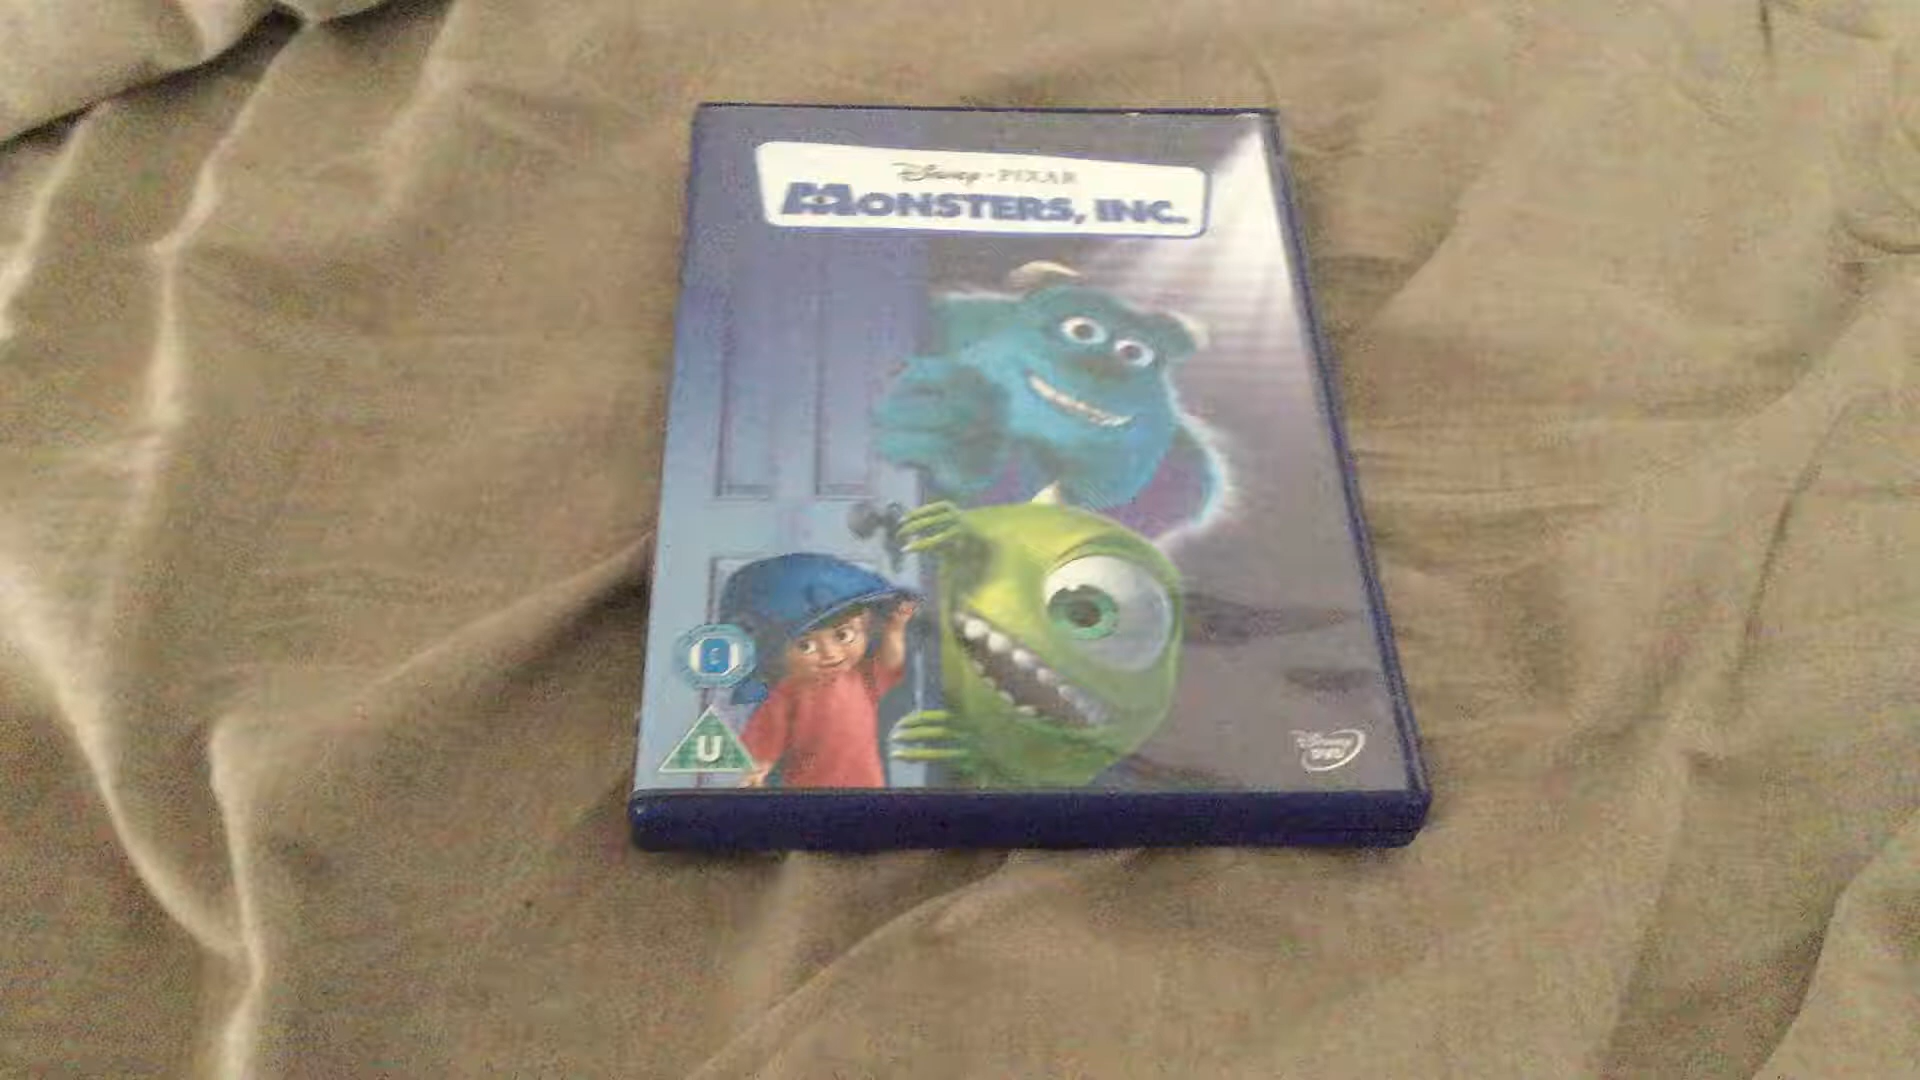 Disney · PIXAR
MONSTERS, INC.
U
Disney
DVD